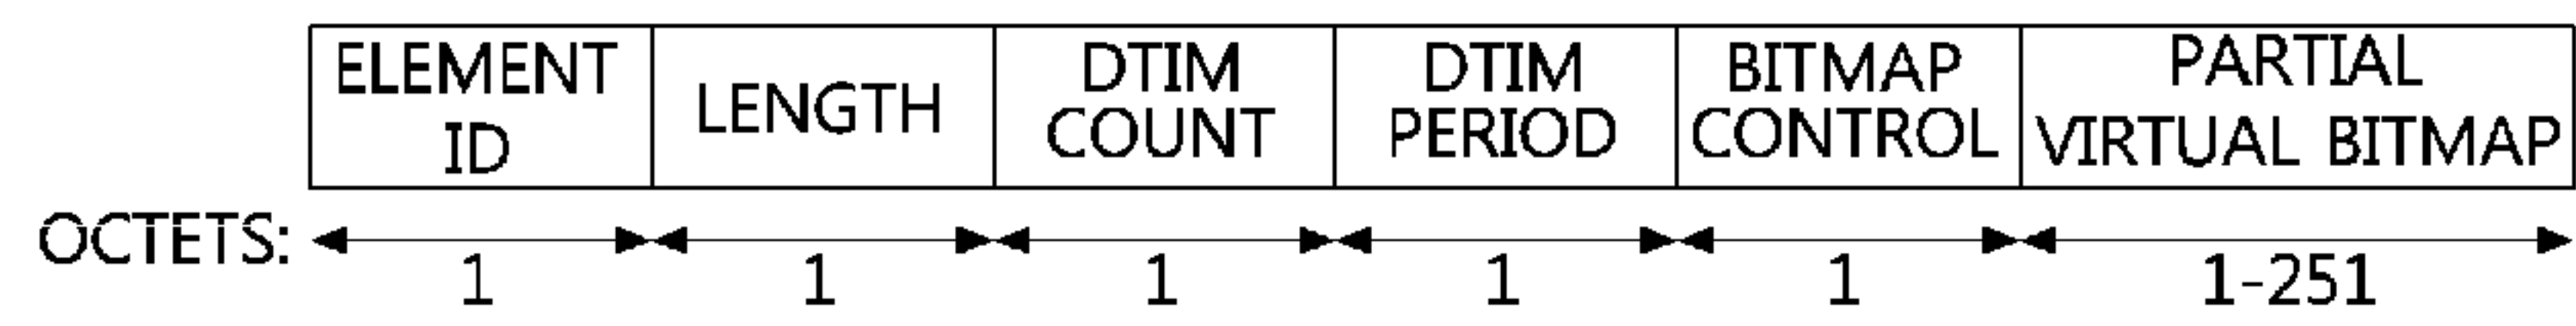 ELEMENT
ID
LENGTH
DTIM
COUNT
DTIM
PERIOD
BITMAP
CONTROL
PARTIAL
VIRTUAL BITMAP
OCTETS:
1
1
1
1
1
1-251